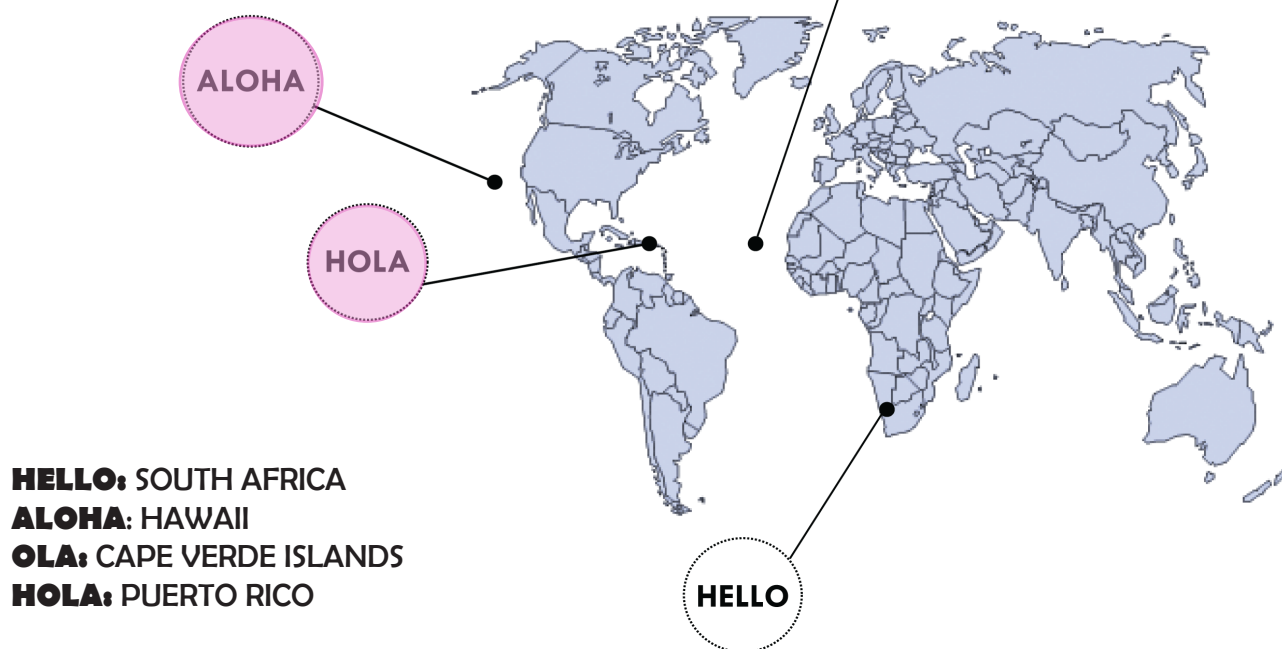 ALOHA
HOLA
HELLO: SOUTH AFRICA
ALOHA: HAWAII
OLA: CAPE VERDE ISLANDS
HOLA: PUERTO RICO
HELLO